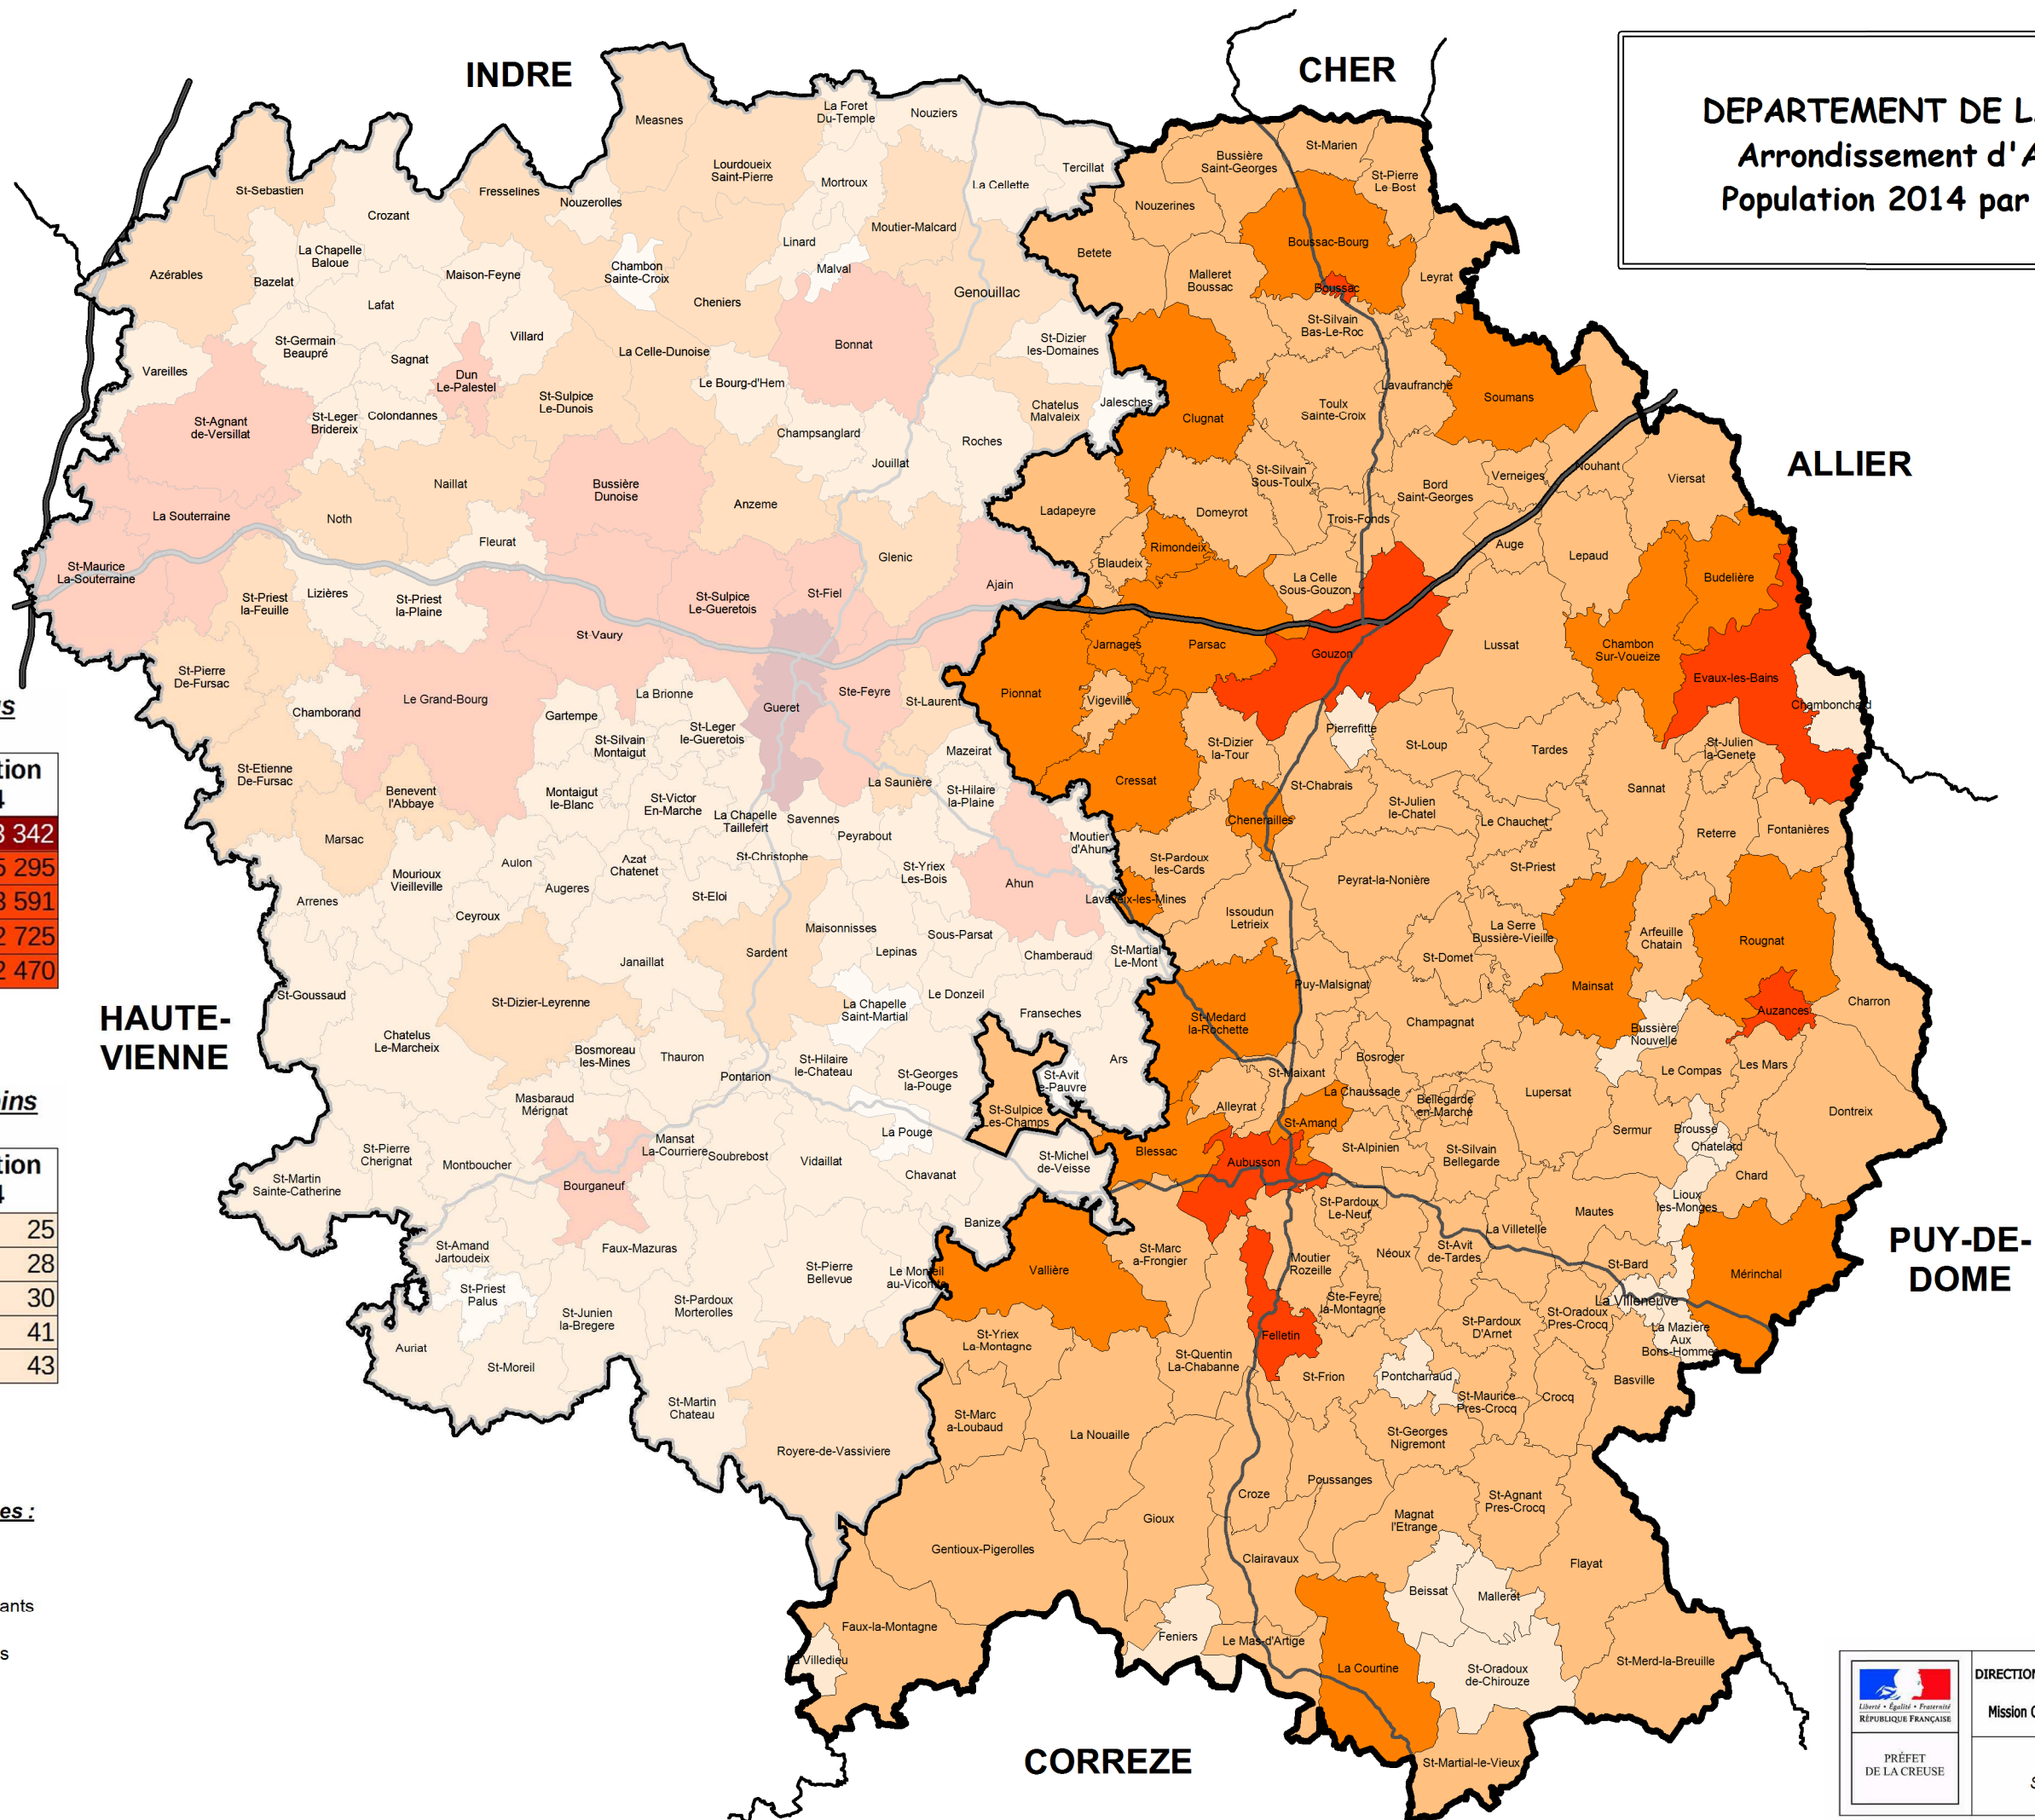 INDRE
CHER
DEPARTEMENT DE L
Arrondissement d'A
Population 2014 par
ALLIER
PUY-DE-
DOME
CORREZE
HAUTE-
VIENNE
Measnes
La Foret
Du-Temple
Nouziers
Lourdoueix
Saint-Pierre
Tercillat
La Cellette
Mortroux
St-Sebastien
Fresselines
Nouzerolles
Crozant
Moutier-Malcard
Linard
Malval
La Chapelle
Baloue
Azérables
Bazelat
Maison-Feyne
Chambon
Sainte-Croix
Cheniers
Genouillac
Lafat
Villard
St-Germain
Beaupré
Sagnat
La Celle-Dunoise
Bonnat
St-Dizier
les-Domaines
Vareilles
Dun
Le-Palestel
Le Bourg-d'Hem
St-Sulpice
Le-Dunois
Chatelus
Malvaleix
Jalesches
St-Agnant
de-Versillat
St-Leger
Bridereix
Colondannes
Champsanglard
Roches
Jouillat
Naillat
Bussière
Dunoise
Anzeme
La Souterraine
Noth
Fleurat
Glenic
St-Maurice
La-Souterraine
Ajain
St-Priest
la-Feuille
Lizières
St-Priest
la-Plaine
St-Sulpice
Le-Gueretois
St-Fiel
St-Vaury
St-Pierre
De-Fursac
Le Grand-Bourg
La Brionne
Ste-Feyre
St-Laurent
Chamborand
Gartempe
Gueret
St-Leger
le-Gueretois
St-Silvain
Montaigut
Mazeirat
St-Etienne
De-Fursac
Benevent
l'Abbaye
Montaigut
le-Blanc
St-Victor
En-Marche
La Saunière
St-Hilaire
la-Plaine
La Chapelle
Taillefert
Savennes
Peyrabout
Marsac
Moutier
d'Ahun
St-Christophe
Aulon
Azat
Chatenet
Mourioux
Vieilleville
Augeres
St-Eloi
St-Yriex
Les-Bois
Ahun
Arrenes
Ceyroux
Maisonnisses
Sous-Parsat
Lepinas
Chamberaud
St-Martial
Le-Mont
Janaillat
Sardent
St-Goussaud
St-Dizier-Leyrenne
La Chapelle
Saint-Martial
Le Donzeil
Franseches
Chatelus
Le-Marcheix
Bosmoreau
les-Mines
Thauron
Pontarion
St-Hilaire
le-Chateau
St-Georges
la-Pouge
Ars
St-Avit
e-Pauvre
Masbaraud
Mérignat
St-Sulpice
Les-Champs
La Pouge
Mansat
La-Courriere
Soubrebost
Vidaillat
Chavanat
St-Michel
de-Veisse
St-Pierre
Cherignat
Montboucher
St-Martin
Sainte-Catherine
Bourganeuf
Banize
St-Amand
Jartoudeix
Faux-Mazuras
St-Pierre
Bellevue
Le Monteil
au-Vicomte
St-Priest
Palus
St-Junien
la-Bregere
St-Pardoux
Morterolles
Auriat
St-Moreil
St-Martin
Chateau
Royere-de-Vassiviere
Bussière
Saint-Georges
St-Marien
St-Pierre
Le-Bost
Nouzerines
Betete
Boussac-Bourg
Malleret
Boussac
Boussac
Leyrat
St-Silvain
Bas-Le-Roc
Lavaufranche
Soumans
Clugnat
Toulx
Sainte-Croix
St-Silvain
Sous-Toulx
Bord
Saint-Georges
Verneiges
Nouhant
Viersat
Ladapeyre
Domeyrot
Trois-Fonds
Rimondeix
Blaudeix
Auge
Lepaud
La Celle
Sous-Gouzon
Budelière
Jarnages
Parsac
Gouzon
Lussat
Chambon
Sur-Voueize
Pionnat
Vigeville
Evaux-les-Bains
Chambonchard
Pierrefitte
St-Dizier
la-Tour
St-Loup
Tardes
St-Julien
la-Genete
Cressat
St-Chabrais
Sannat
St-Julien
le-Chatel
Chenerailles
Le Chauchet
Reterre
Fontanières
St-Pardoux
les-Cards
Peyrat-la-Nonière
St-Priest
Lavaveix-les-Mines
Issoudun
Letrieix
La Serre
Bussière-Vieille
Arfeuille
Chatain
Rougnat
St-Domet
Puy-Malsignat
Mainsat
St-Medard
la-Rochette
Champagnat
Auzances
Charron
Bussière
Nouvelle
Bosroger
St-Maixant
Le Compas
Les Mars
La Chaussade
Bellegarde
en-Marche
Lupersat
Alleyrat
St-Amand
Dontreix
Sermur
Brousse
Chatelard
Blessac
Aubusson
St-Alpinien
St-Silvain
Bellegarde
Chard
St-Pardoux
Le-Neuf
Mautes
Lioux
les-Monges
La Villetelle
St-Marc
a-Frongier
Vallière
Moutier
Rozeille
Néoux
St-Avit
de-Tardes
St-Bard
Mérinchal
Ste-Feyre
la-Montagne
La Villeneuve
St-Oradoux
Pres-Crocq
St-Pardoux
D'Arnet
La Maziere
Aux
Bons-Hommes
St-Yriex
La-Montagne
Felletin
St-Quentin
La-Chabanne
St-Frion
Pontcharraud
St-Maurice
Pres-Crocq
Crocq
Basville
St-Marc
a-Loubaud
La Nouaille
St-Georges
Nigremont
Poussanges
Croze
St-Agnant
Pres-Crocq
Magnat
l'Etrange
Gioux
Gentioux-Pigerolles
Clairavaux
Flayat
Beissat
Malleret
Faux-la-Montagne
Feniers
Le Mas-d'Artige
La Villedieu
La Courtine
St-Oradoux
de-Chirouze
St-Merd-la-Breuille
St-Martial-le-Vieux
s
tion
4
3 342
5 295
3 591
2 725
2 470
ins
tion
4
25
28
30
41
43
es :
ants
s
Liberté • Égalité • Fraternité
RÉPUBLIQUE FRANÇAISE
PRÉFET
DE LA CREUSE
DIRECTION
Mission